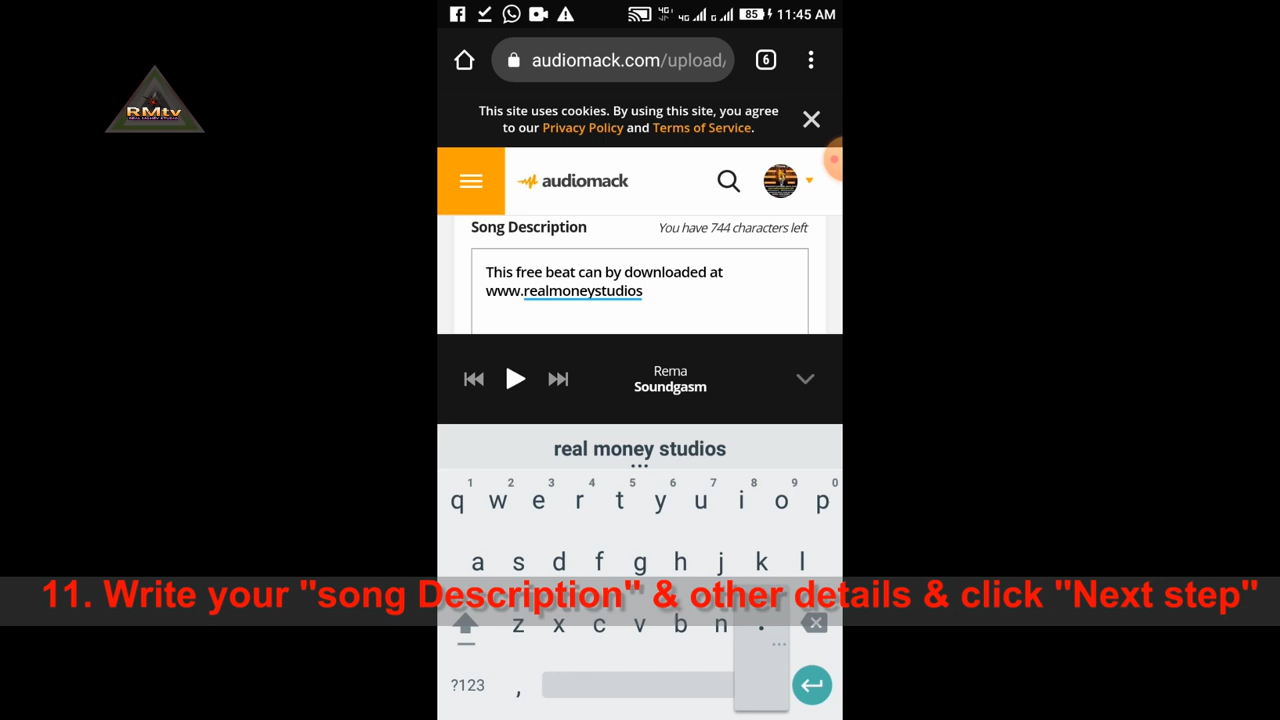 85 11:45 AM
audiomack.com/upload/
6
This site uses cookies. By using this site, you agree
to our Privacy Policy and Terms of Service.
RMtv
REAL MONEY STUDIO
audiomack
Song Description You have 744 characters left
This free beat can by downloaded at
www.realmoneystudios
Rema
Soundgasm
real money studios
1 2 3 4 5 6 7 8 9 0
q w e r t y u i o p
a s d f g h j k l
11. Write your "song Description" & other details & click "Next step"
z x c v b n .
?123 ,